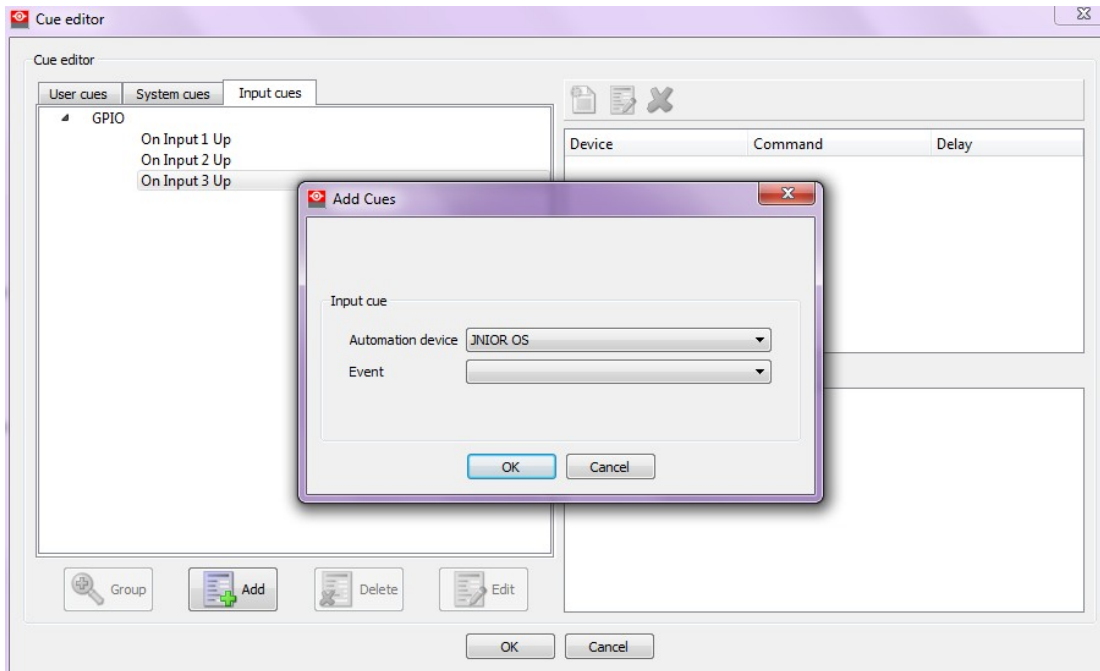 Cue editor
Cue editor
User cues System cues Input cues
GPIO
On Input 1 Up
On Input 2 Up
On Input 3 Up
Device Command Delay
Add Cues
Input cue
Automation device JNIOR OS
Event
OK Cancel
Group Add Delete Edit
OK Cancel